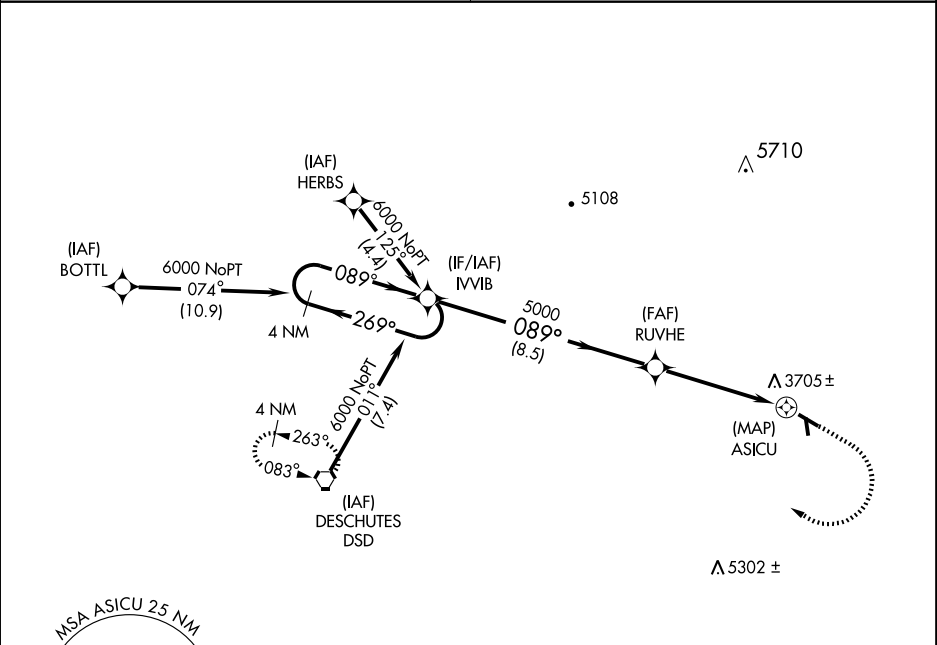 5710
(IAF)
HERBS
5108
6000 NoPT
125°
(4.4)
(IAF)
BOTTL
6000 NoPT
074°
(10.9)
089°
(IF/IAF)
IVVIB
4 NM
269°
5000
089°
(8.5)
(FAF)
RUVHE
6000 NoPT
011°
(7.4)
3705 ±
4 NM
263°
083°
(MAP)
ASICU
(IAF)
DESCHUTES
DSD
5302 ±
MSA ASICU 25 NM